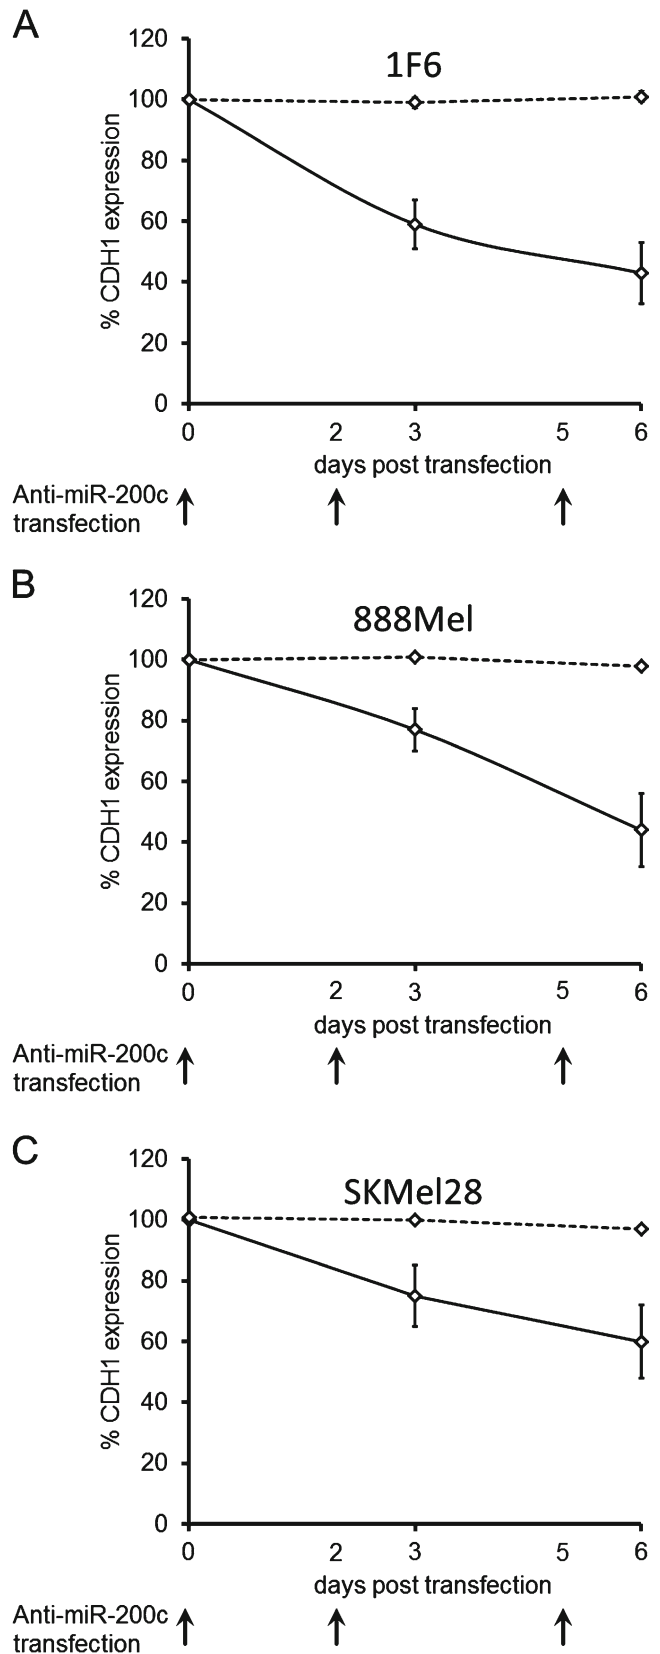 A
120
1F6
100
80
60
40
20
0
% CDH1 expression
0 2 3 5 6
days post transfection
Anti-miR-200c
transfection
B
120
888Mel
100
80
60
40
20
0
% CDH1 expression
0 2 3 5 6
days post transfection
Anti-miR-200c
transfection
C
120
SKMel28
100
80
60
40
20
0
% CDH1 expression
0 2 3 5 6
days post transfection
Anti-miR-200c
transfection